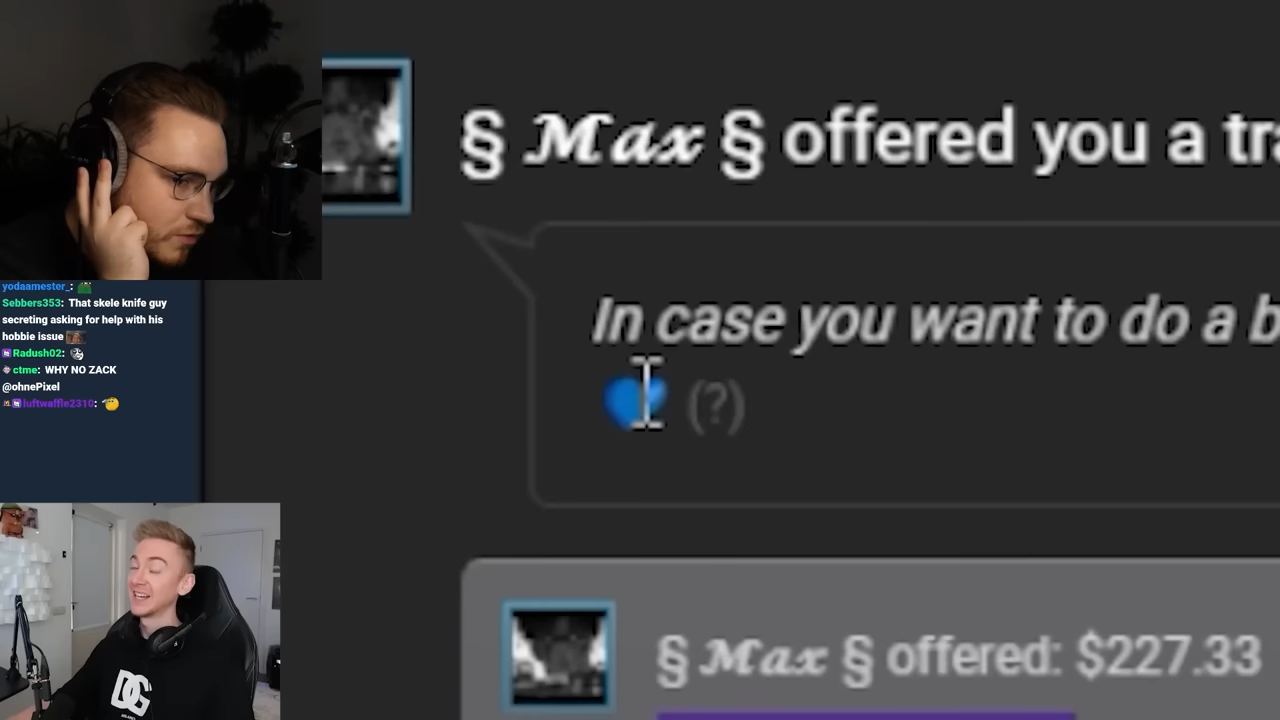 § 𝓜𝓪𝔁 § offered you a tra
In case you want to do a b
(?)
§ 𝓜𝓪𝔁 § offered: $227.33
yodaamester_:
Sebbers353: That skele knife guy
secreting asking for help with his
hobbie issue
Radush02:
ctme: WHY NO ZACK
@ohnePixel
luftwaffle2310:
DG